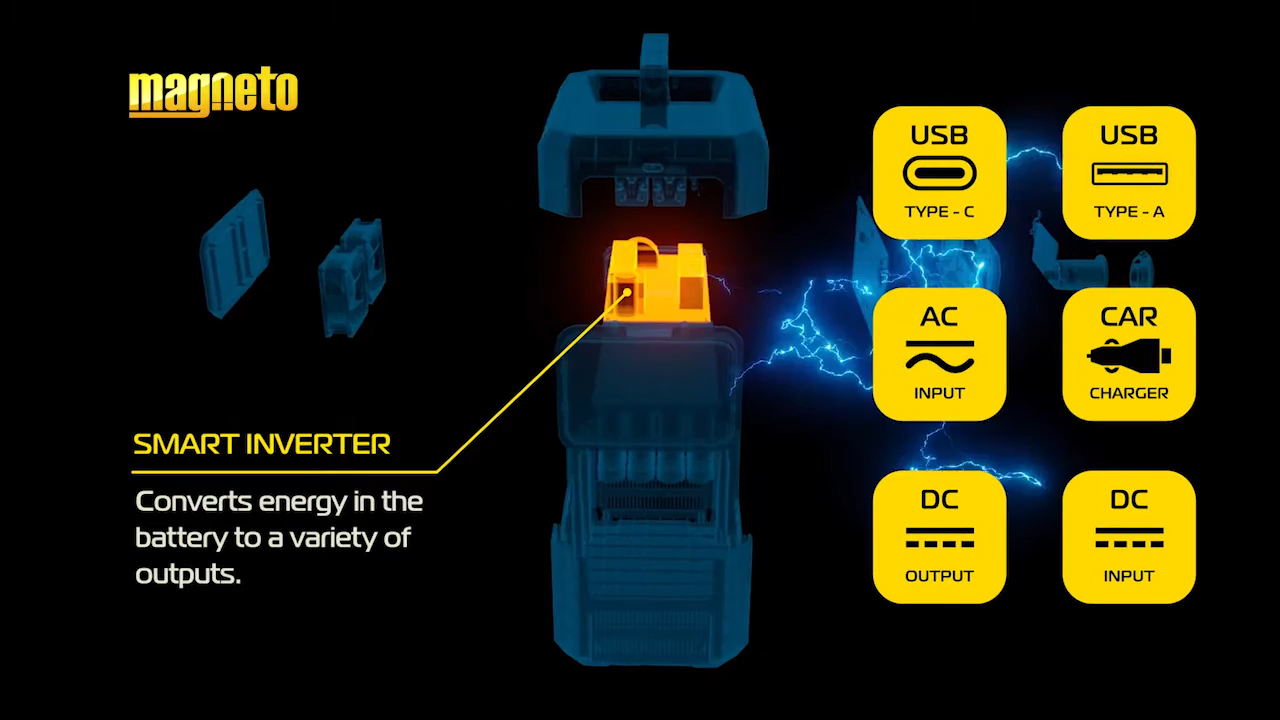 magneto
USB
TYPE - C
USB
TYPE - A
AC
INPUT
CAR
CHARGER
SMART INVERTER
Converts energy in the
battery to a variety of
outputs.
DC
OUTPUT
DC
INPUT